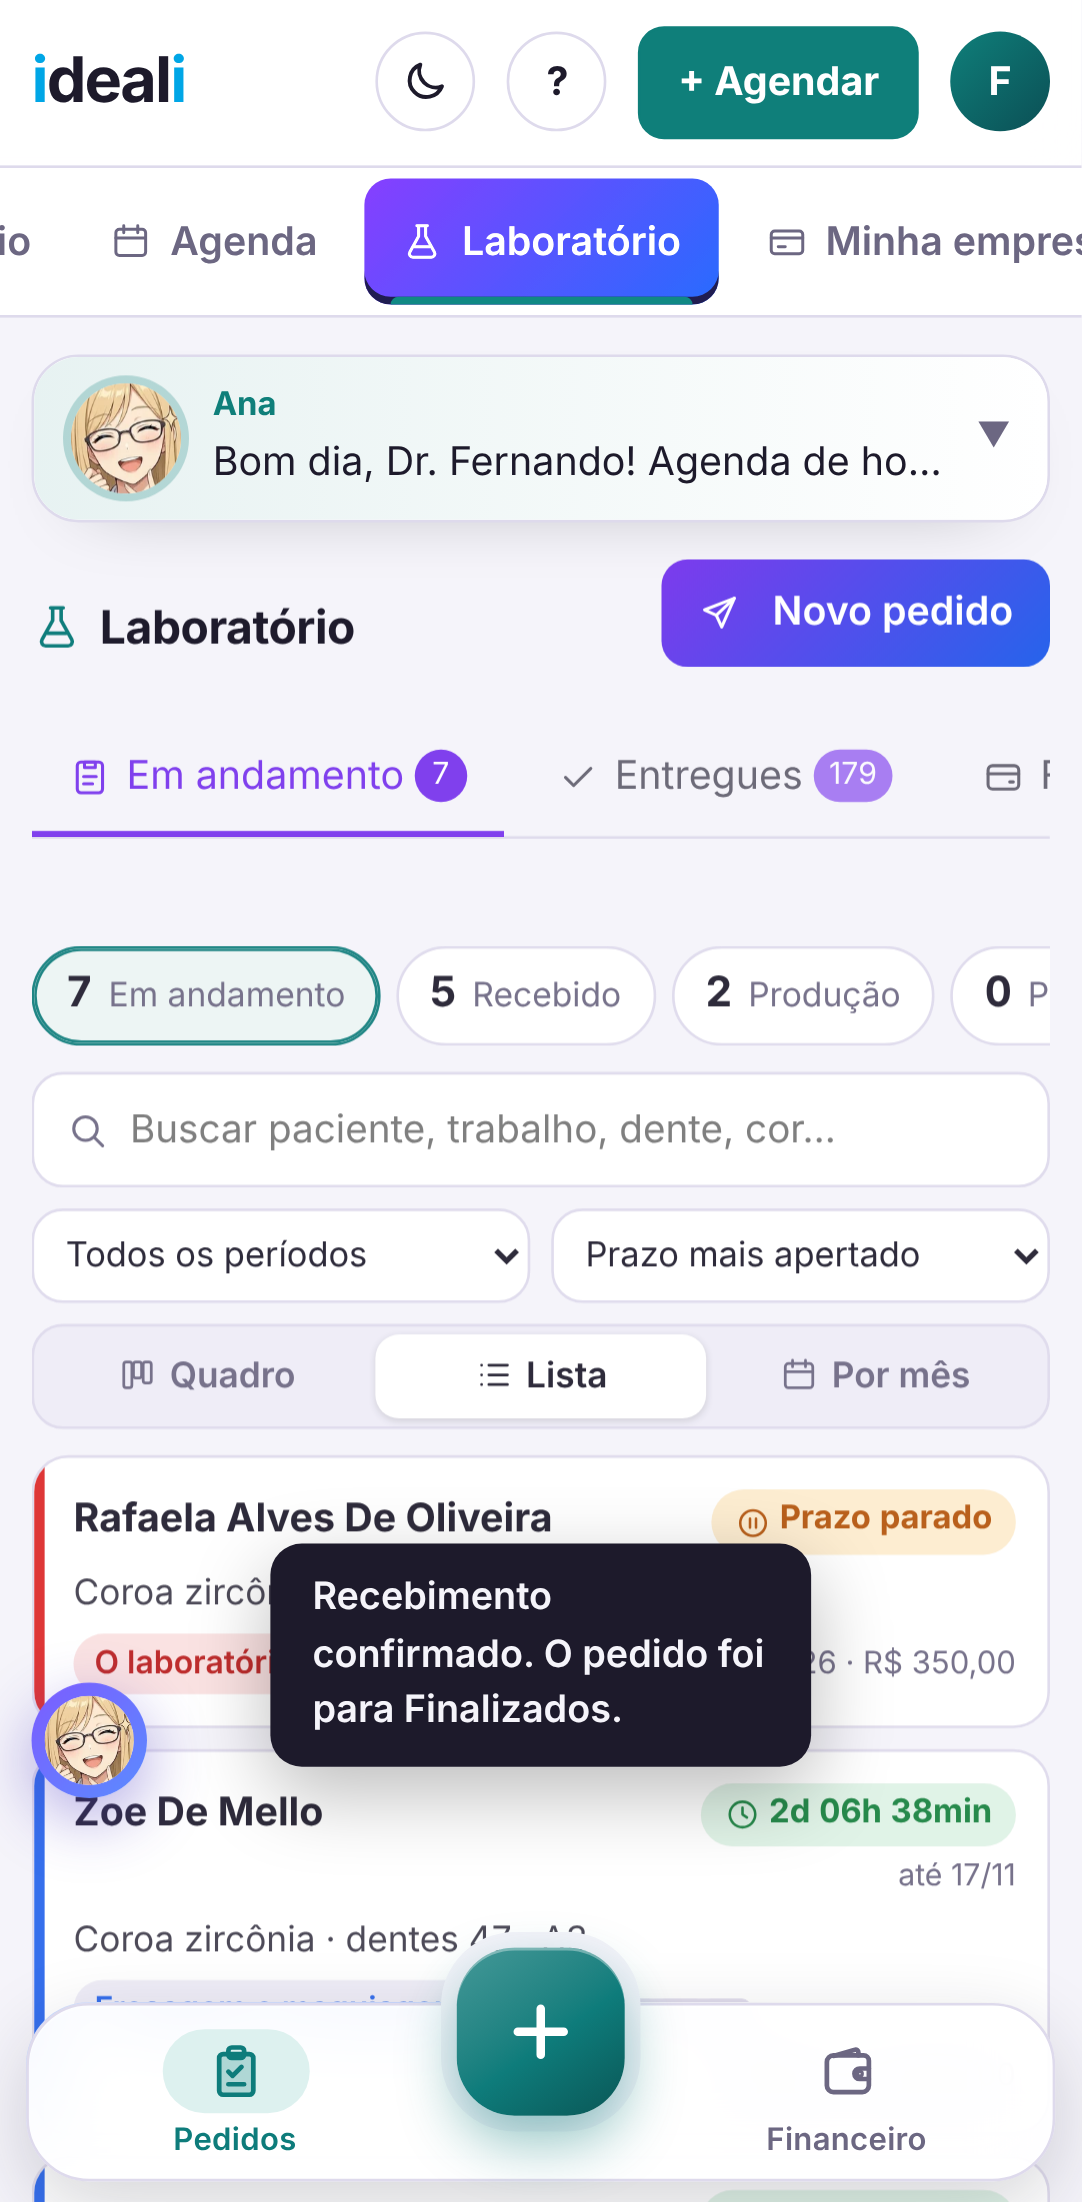 ideali
?
+ Agendar
F
io
Agenda
Laboratório
Minha empres
Ana
Bom dia, Dr. Fernando! Agenda de ho...
Laboratório
Novo pedido
Em andamento 7
Entregues 179
7 Em andamento
5 Recebido
2 Produção
0 P
Buscar paciente, trabalho, dente, cor...
Todos os períodos
Prazo mais apertado
Quadro
Lista
Por mês
Rafaela Alves De Oliveira
Prazo parado
Coroa zircôn
O laboratóri
26 · R$ 350,00
Recebimento
confirmado. O pedido foi
para Finalizados.
Zoe De Mello
2d 06h 38min
até 17/11
Coroa zircônia · dentes 47 · A2
Pedidos
Financeiro